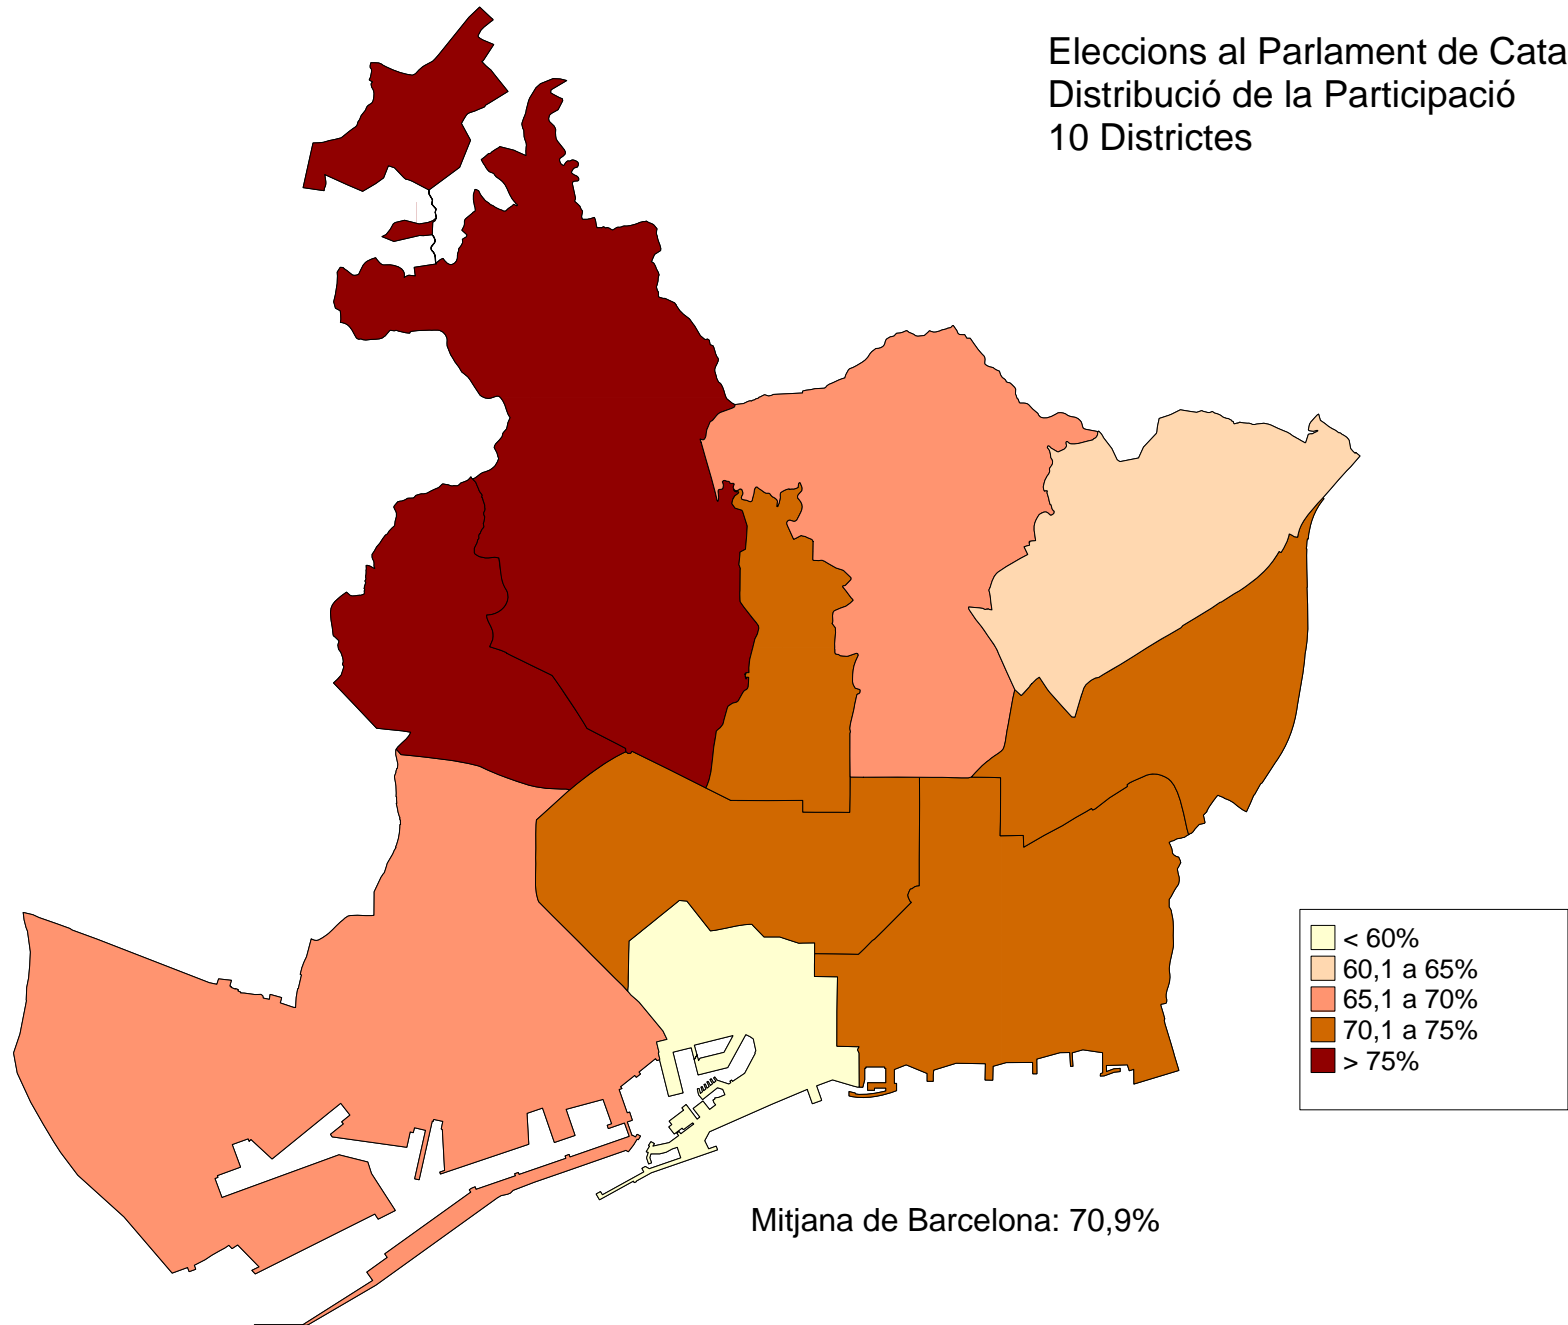 Eleccions al Parlament de Cata
Distribució de la Participació
10 Districtes
< 60%
60,1 a 65%
65,1 a 70%
70,1 a 75%
> 75%
Mitjana de Barcelona: 70,9%